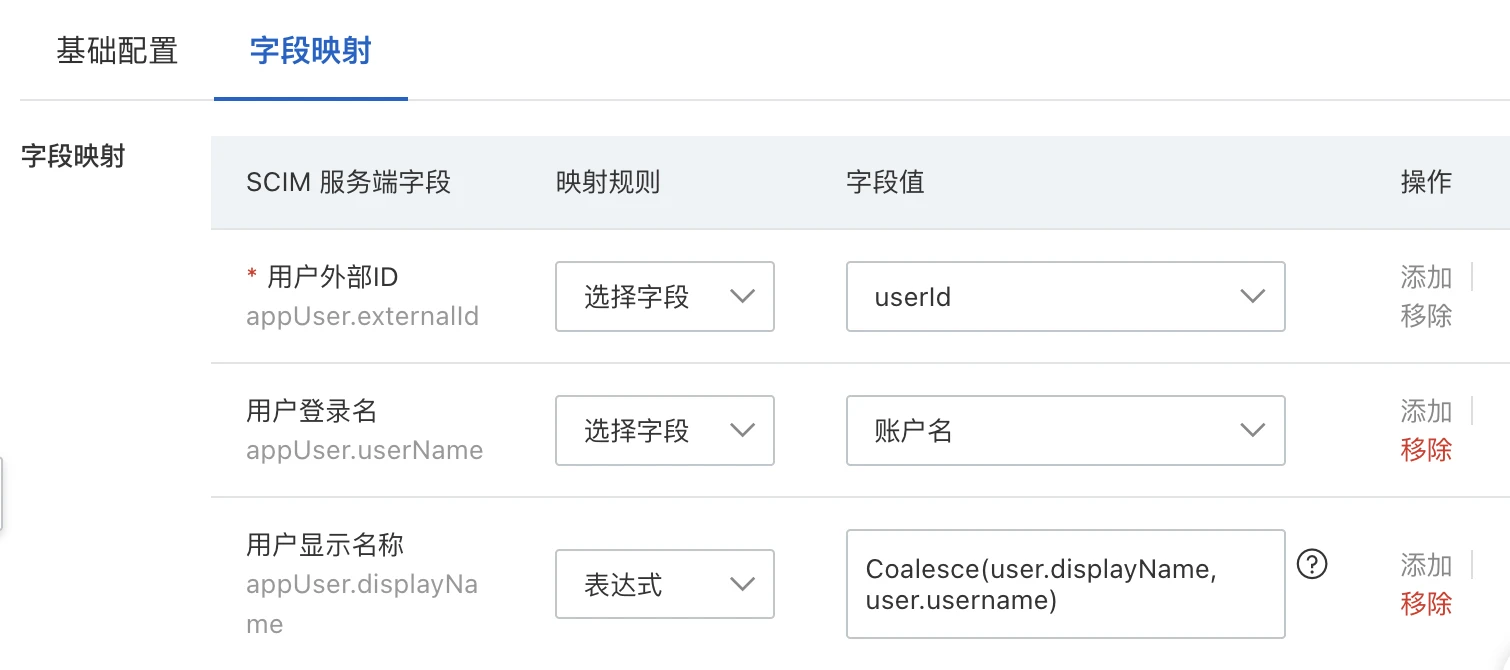 基础配置 字段映射
字段映射
SCIM 服务端字段 映射规则 字段值 操作
* 用户外部ID
appUser.externalId
选择字段
userId
添加
移除
用户登录名
appUser.userName
选择字段
账户名
添加
移除
用户显示名称
appUser.displayNa
me
表达式
Coalesce(user.displayName,
user.username)
?
添加
移除